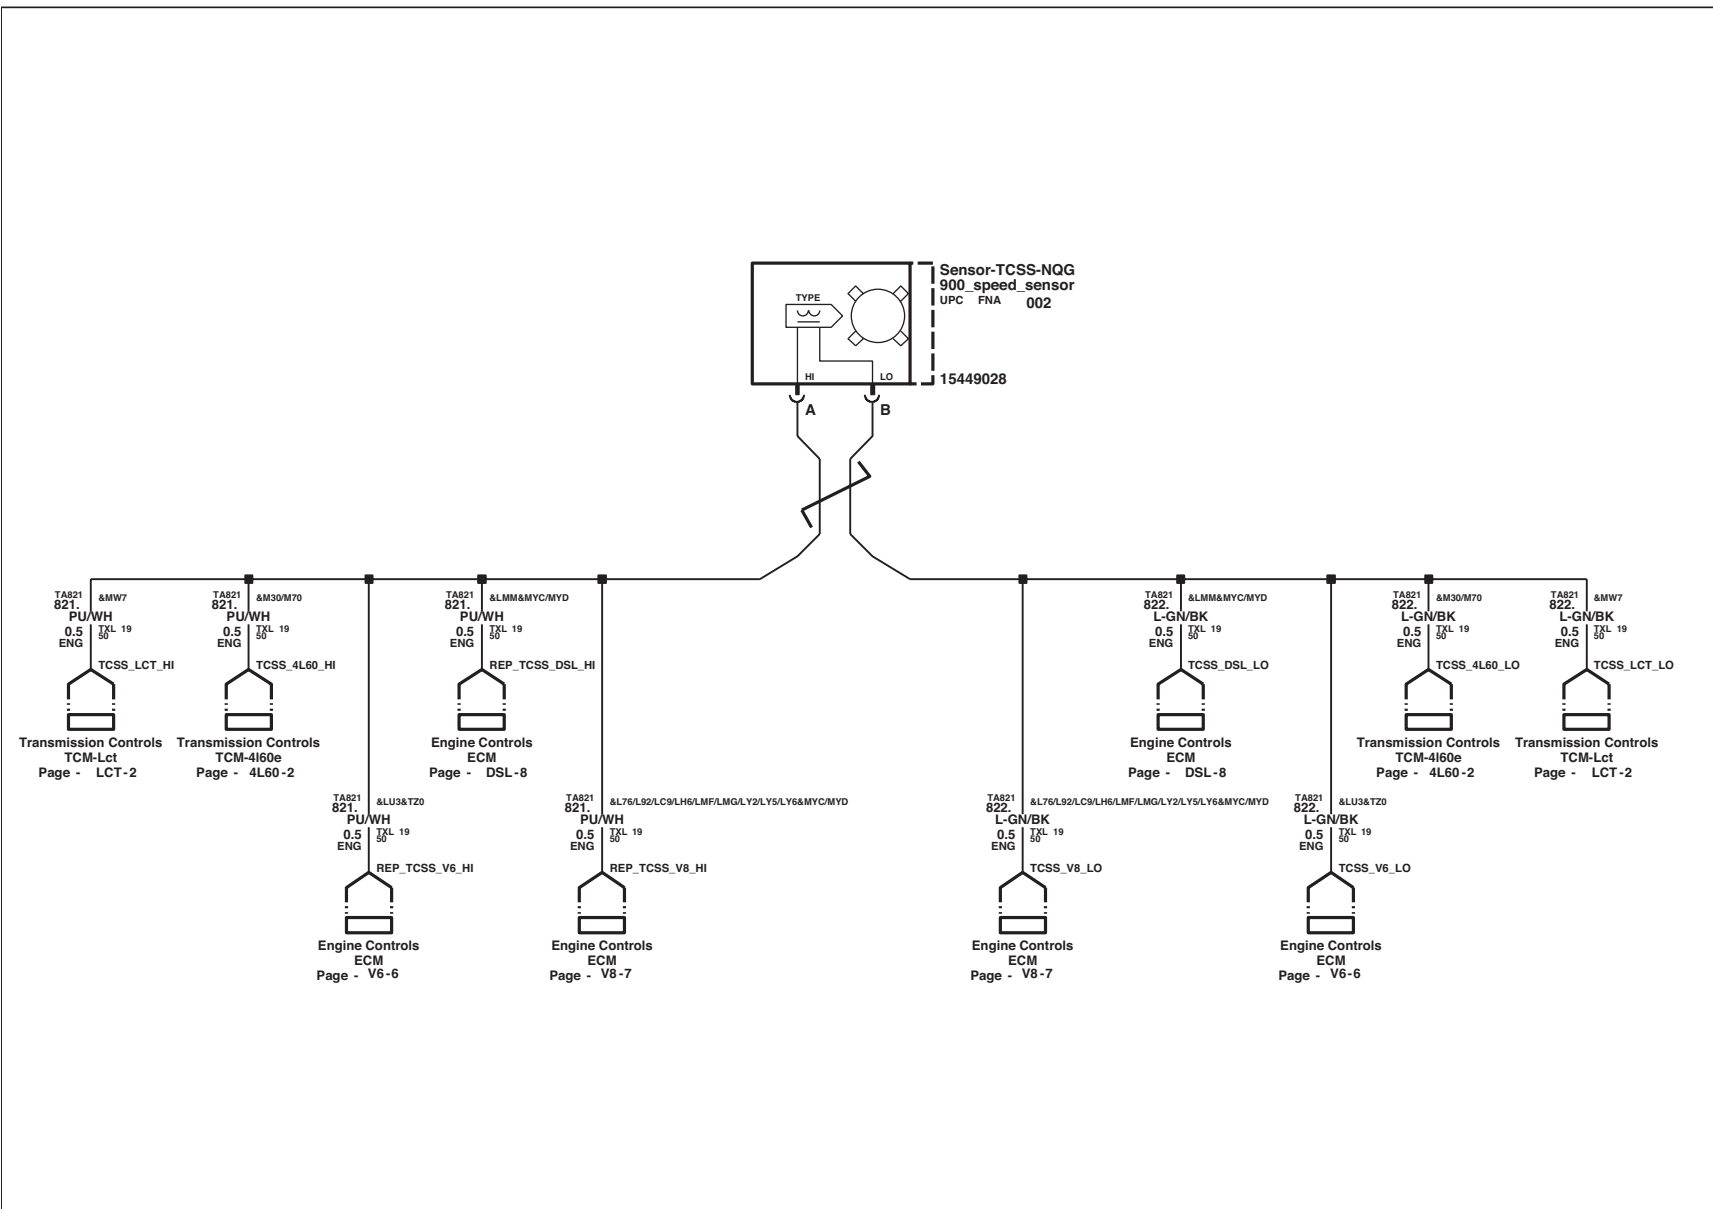 Sensor-TCSS-NQG
900_speed_sensor
UPC FNA 002
TYPE
HI LO
15449028
A B
TA821
821. &MW7
PU/WH
0.5 TXL 19
ENG 50
TCSS_LCT_HI
Transmission Controls
TCM-Lct
Page - LCT-2
TA821
821. &M30/M70
PU/WH
0.5 TXL 19
ENG 50
TCSS_4L60_HI
Transmission Controls
TCM-4l60e
Page - 4L60-2
TA821
821. &LMM&MYC/MYD
PU/WH
0.5 TXL 19
ENG 50
REP_TCSS_DSL_HI
Engine Controls
ECM
Page - DSL-8
TA821
822. &LMM&MYC/MYD
L-GN/BK
0.5 TXL 19
ENG 50
TCSS_DSL_LO
Engine Controls
ECM
Page - DSL-8
TA821
822. &M30/M70
L-GN/BK
0.5 TXL 19
ENG 50
TCSS_4L60_LO
Transmission Controls
TCM-4l60e
Page - 4L60-2
TA821
822. &MW7
L-GN/BK
0.5 TXL 19
ENG 50
TCSS_LCT_LO
Transmission Controls
TCM-Lct
Page - LCT-2
TA821
821. &LU3&TZ0
PU/WH
0.5 TXL 19
ENG 50
REP_TCSS_V6_HI
Engine Controls
ECM
Page - V6-6
TA821
821. &L76/L92/LC9/LH6/LMF/LMG/LY2/LY5/LY6&MYC/MYD
PU/WH
0.5 TXL 19
ENG 50
REP_TCSS_V8_HI
Engine Controls
ECM
Page - V8-7
TA821
822. &L76/L92/LC9/LH6/LMF/LMG/LY2/LY5/LY6&MYC/MYD
L-GN/BK
0.5 TXL 19
ENG 50
TCSS_V8_LO
Engine Controls
ECM
Page - V8-7
TA821
822. &LU3&TZ0
L-GN/BK
0.5 TXL 19
ENG 50
TCSS_V6_LO
Engine Controls
ECM
Page - V6-6